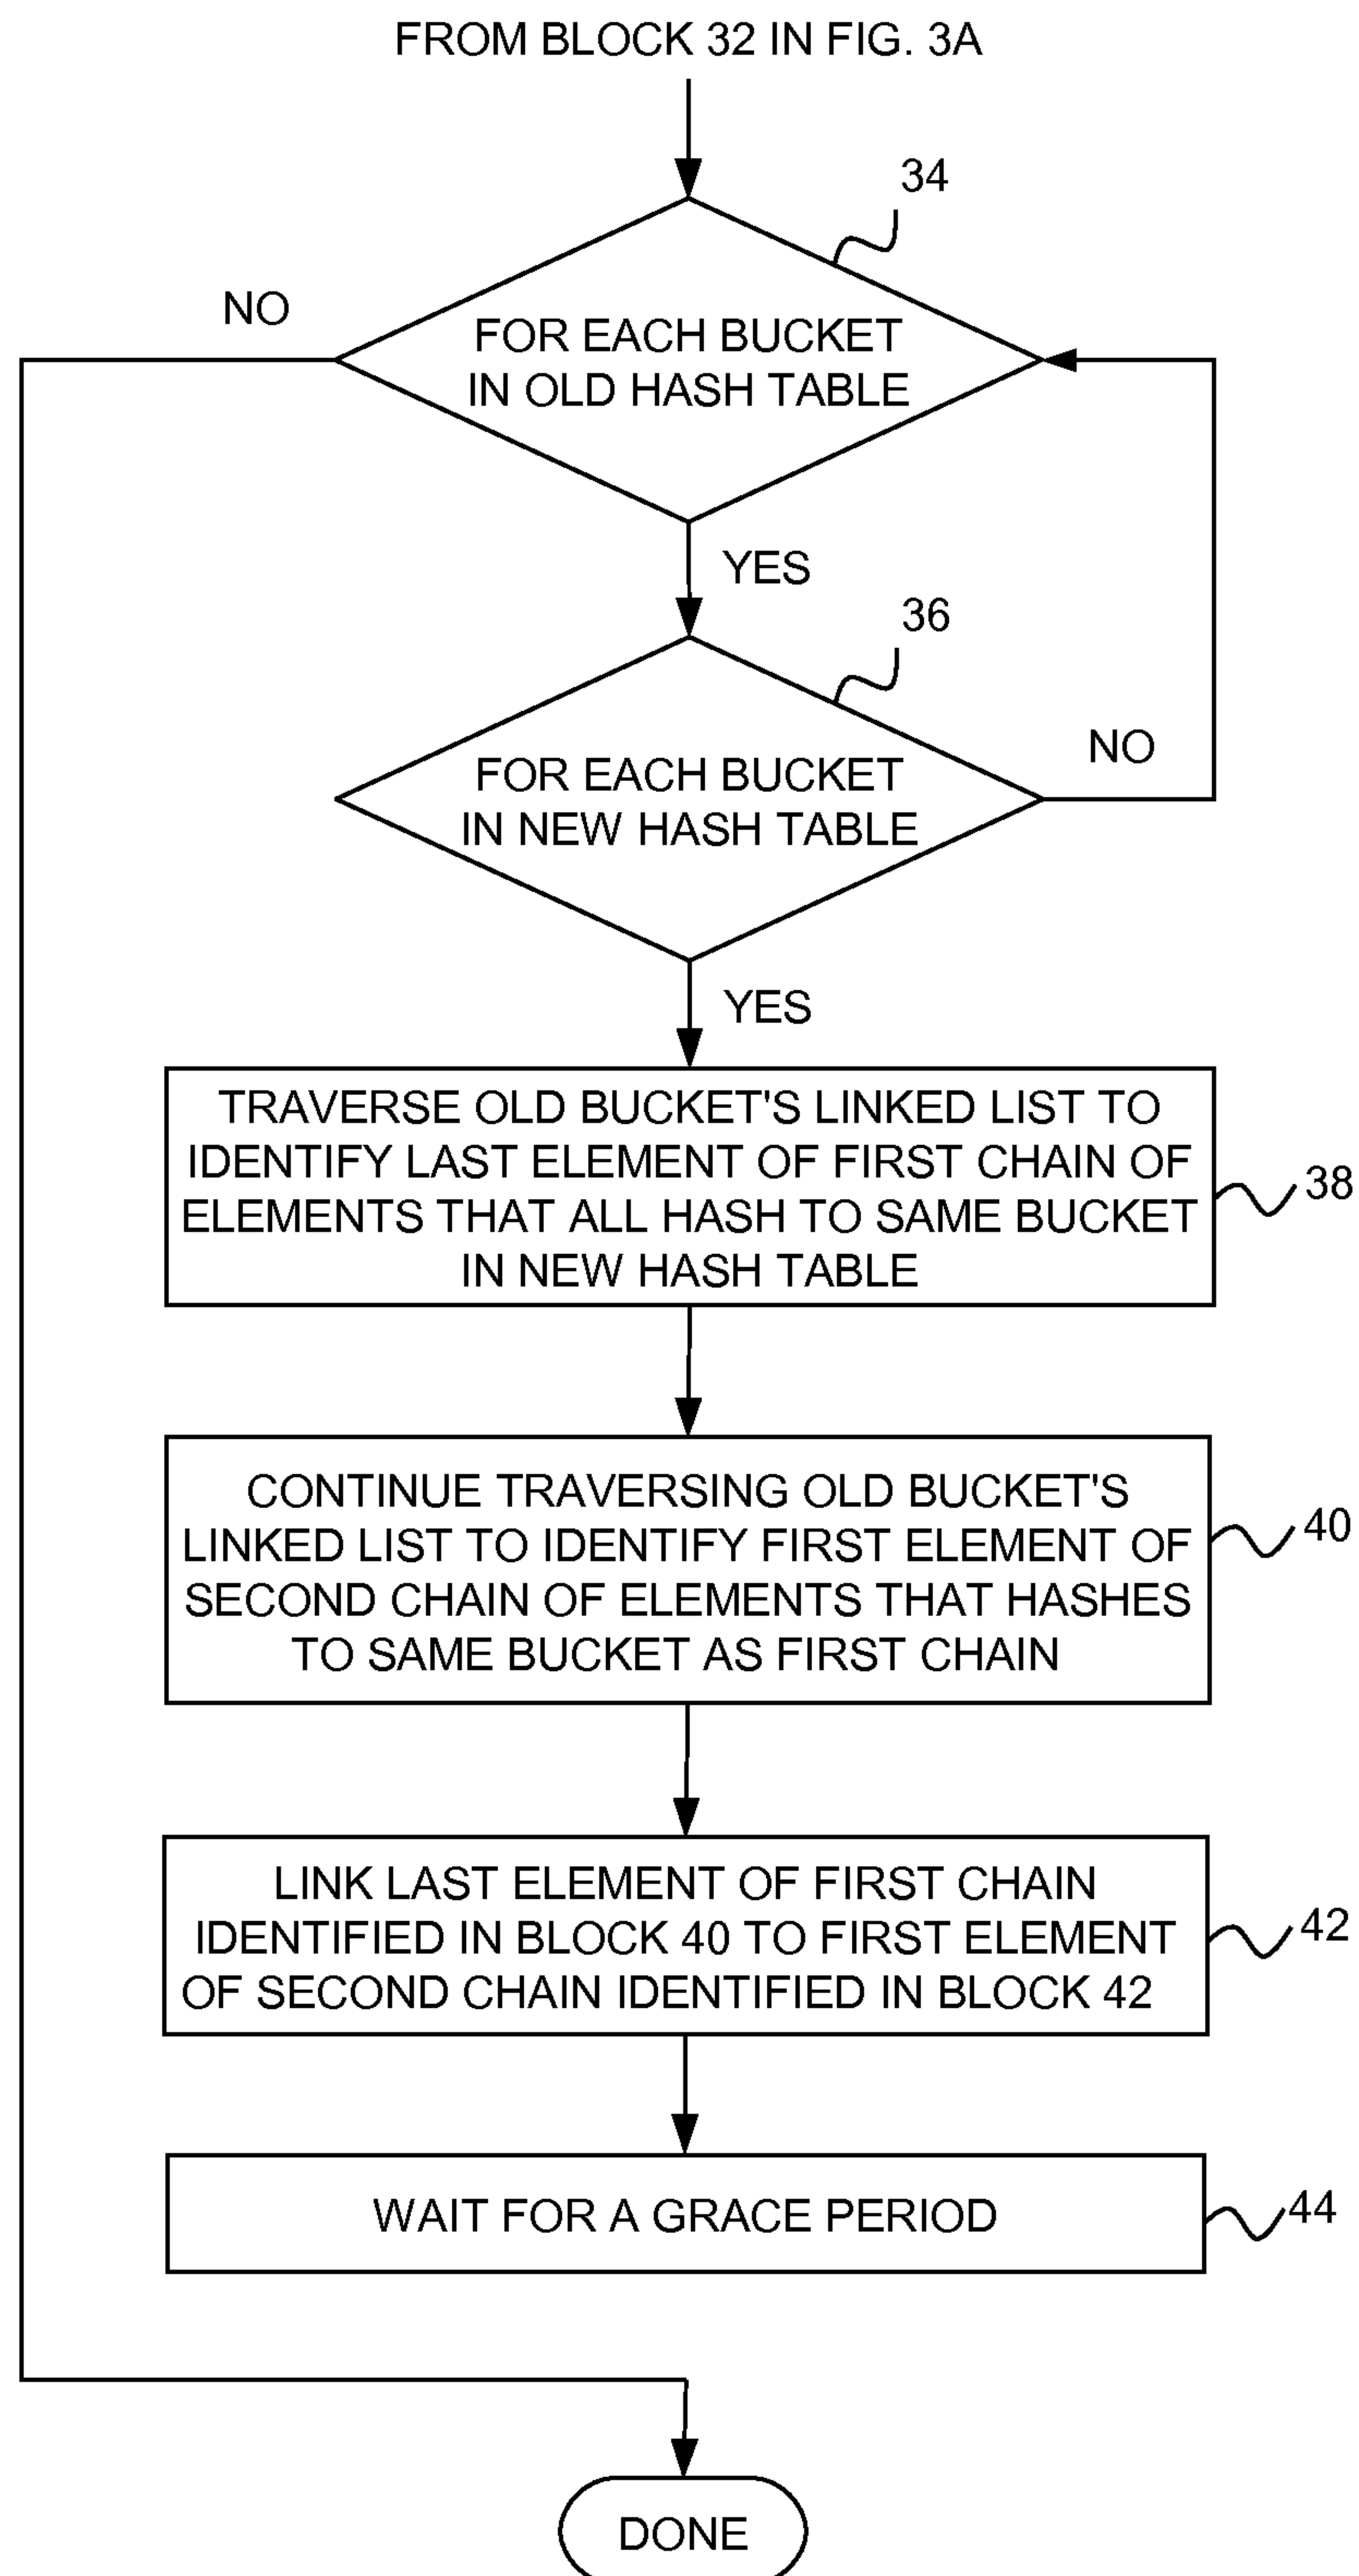 FROM BLOCK 32 IN FIG. 3A
34
NO
FOR EACH BUCKET
IN OLD HASH TABLE
YES
36
NO
FOR EACH BUCKET
IN NEW HASH TABLE
YES
TRAVERSE OLD BUCKET'S LINKED LIST TO
IDENTIFY LAST ELEMENT OF FIRST CHAIN OF
ELEMENTS THAT ALL HASH TO SAME BUCKET
IN NEW HASH TABLE
38
CONTINUE TRAVERSING OLD BUCKET'S
LINKED LIST TO IDENTIFY FIRST ELEMENT OF
SECOND CHAIN OF ELEMENTS THAT HASHES
TO SAME BUCKET AS FIRST CHAIN
40
LINK LAST ELEMENT OF FIRST CHAIN
IDENTIFIED IN BLOCK 40 TO FIRST ELEMENT
OF SECOND CHAIN IDENTIFIED IN BLOCK 42
42
WAIT FOR A GRACE PERIOD
44
DONE